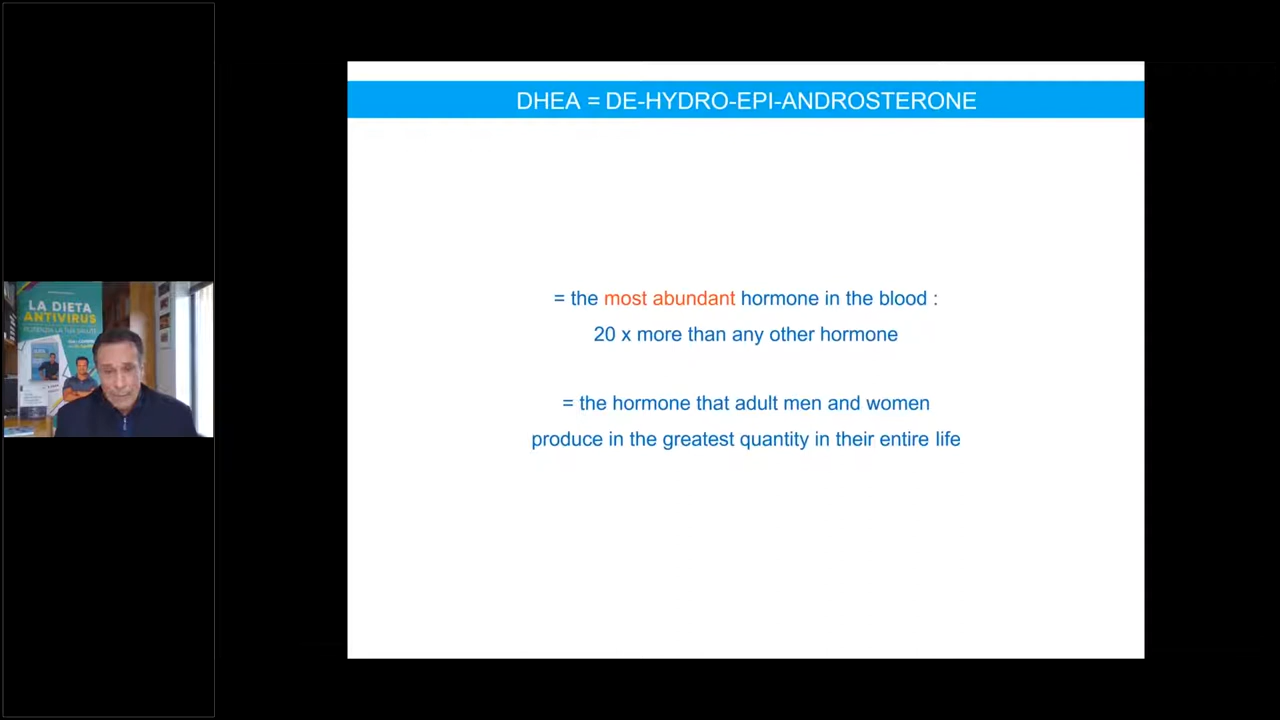 DHEA = DE-HYDRO-EPI-ANDROSTERONE
= the most abundant hormone in the blood :
20 x more than any other hormone
= the hormone that adult men and women
produce in the greatest quantity in their entire life
LA DIETA
ANTIVIRUS